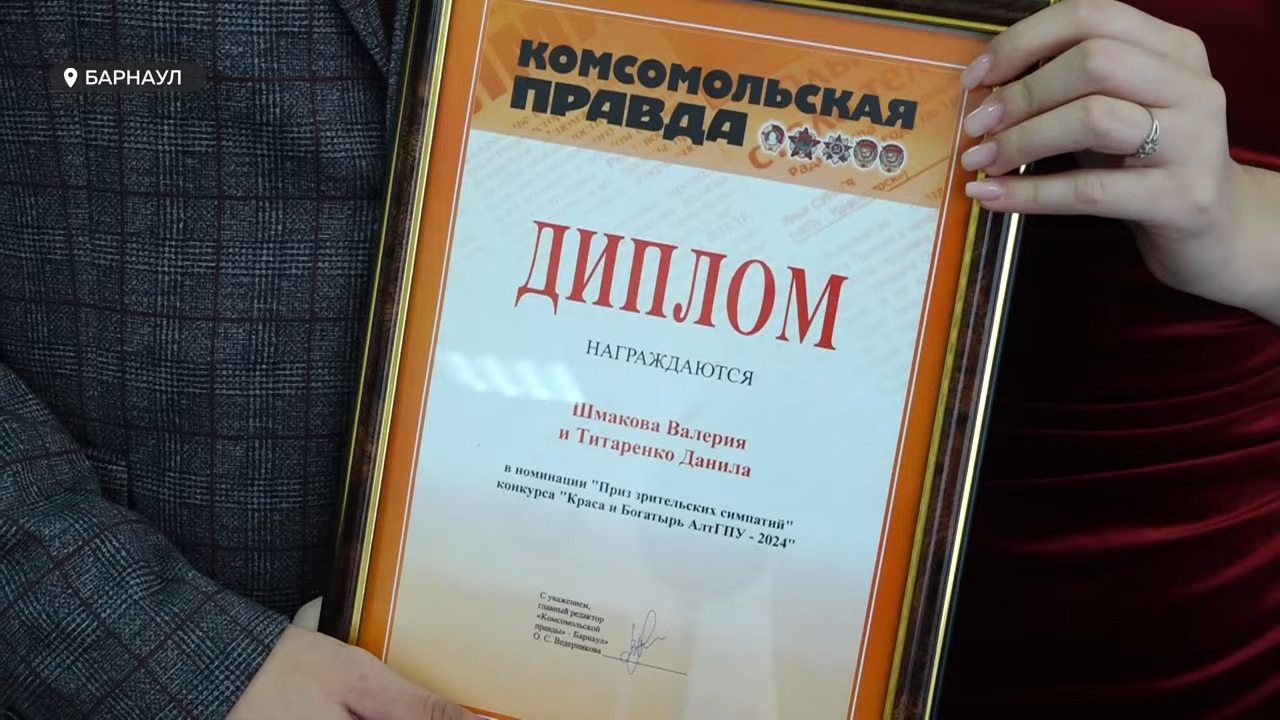 БАРНАУЛ
КОМСОМОЛЬСКАЯ
ПРАВДА
ДИПЛОМ
НАГРАЖДАЮТСЯ
Шмакова Валерия
и Титаренко Данила
в номинации "Приз зрительских симпатий"
конкурса "Краса и Богатырь АлтГПУ - 2024"
С уважением,
главный редактор
«Комсомольской
правды» - Барнаул»
О. С. Ведерникова